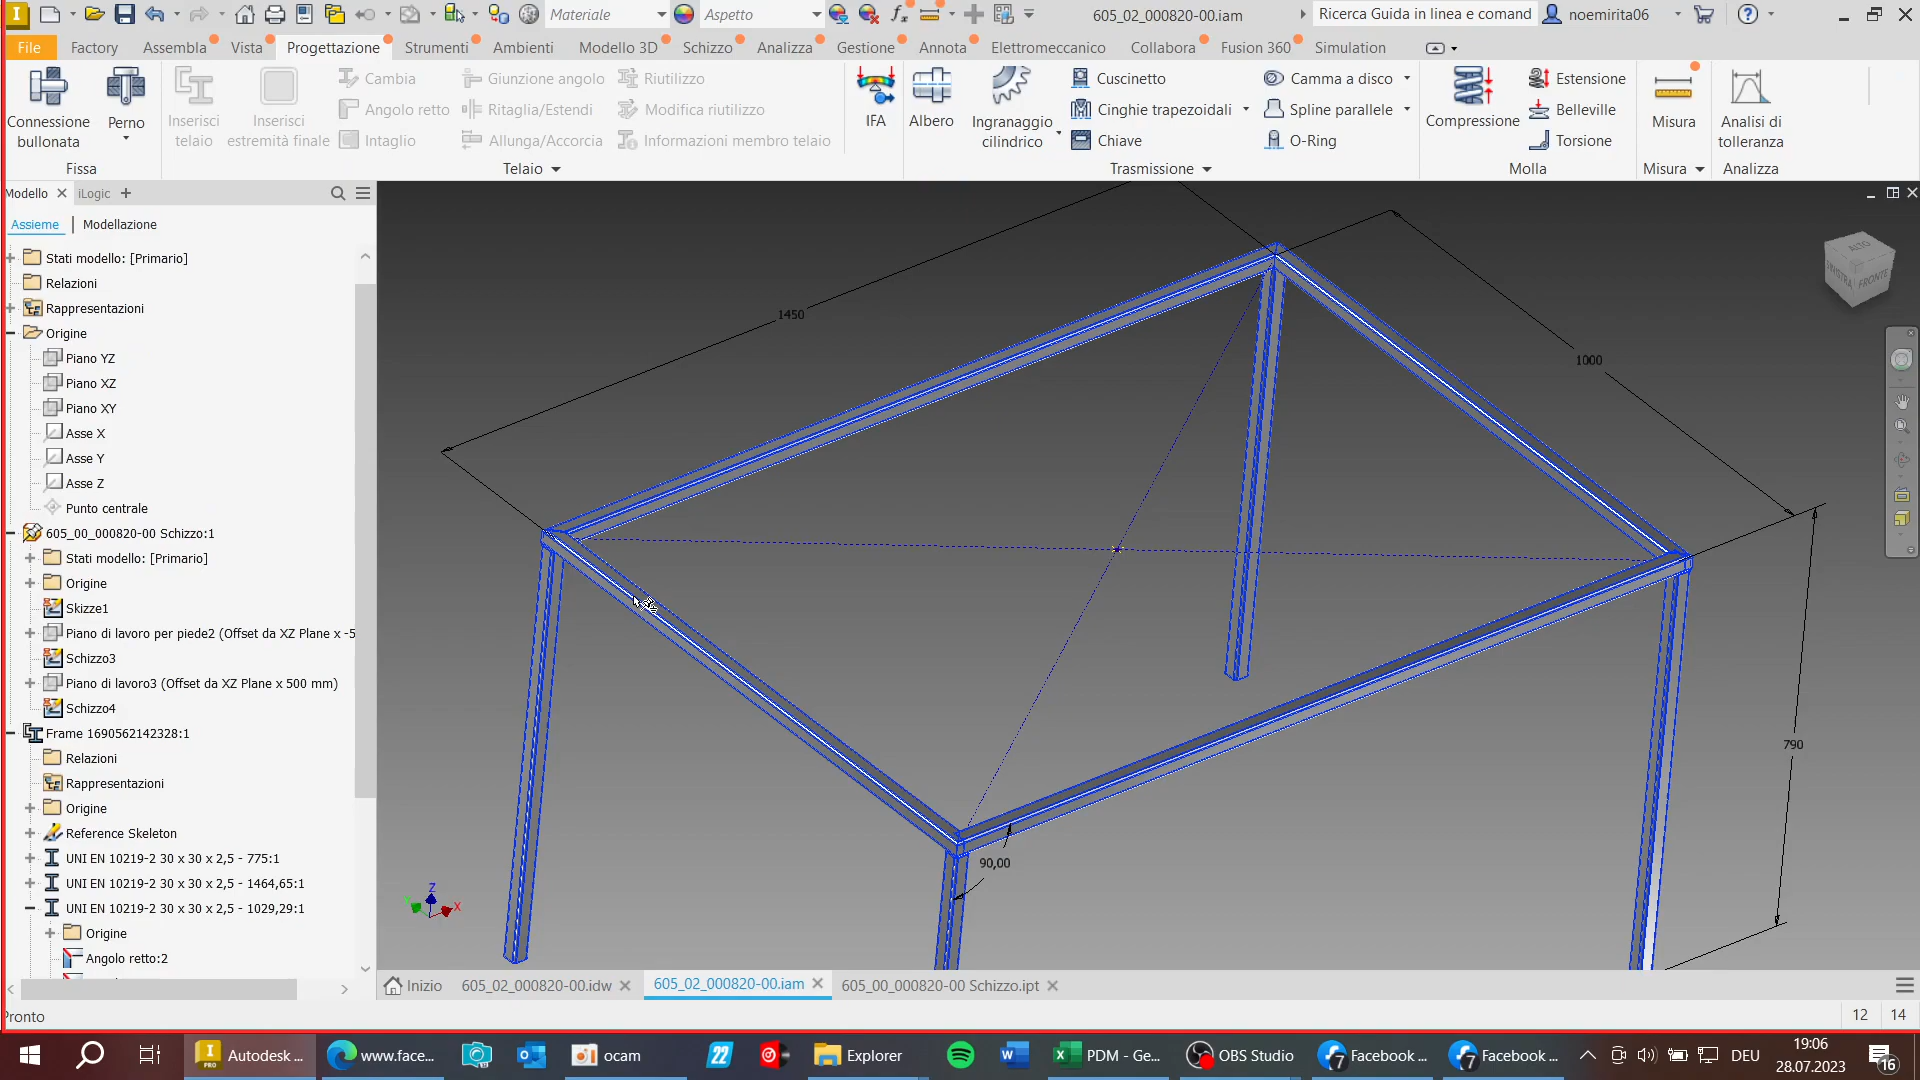 Materiale
Aspetto
605_02_000820-00.iam
Ricerca Guida in linea e comand
noemirita06
File
Factory
Assembla
Vista
Progettazione
Strumenti
Ambienti
Modello 3D
Schizzo
Analizza
Gestione
Annota
Elettromeccanico
Collabora
Fusion 360
Simulation
Connessione
bullonata
Perno
Fissa
Inserisci
telaio
Inserisci
estremità finale
Cambia
Angolo retto
Intaglio
Giunzione angolo
Ritaglia/Estendi
Allunga/Accorcia
Riutilizzo
Modifica riutilizzo
Informazioni membro telaio
Telaio
IFA
Albero
Ingranaggio
cilindrico
Cuscinetto
Cinghie trapezoidali
Chiave
Camma a disco
Spline parallele
O-Ring
Trasmissione
Compressione
Estensione
Belleville
Torsione
Molla
Misura
Misura
Analisi di
tolleranza
Analizza
Modello
iLogic
Assieme
Modellazione
Stati modello: [Primario]
Relazioni
Rappresentazioni
Origine
Piano YZ
Piano XZ
Piano XY
Asse X
Asse Y
Asse Z
Punto centrale
605_00_000820-00 Schizzo:1
Stati modello: [Primario]
Origine
Skizze1
Piano di lavoro per piede2 (Offset da XZ Plane x -5
Schizzo3
Piano di lavoro3 (Offset da XZ Plane x 500 mm)
Schizzo4
Frame 1690562142328:1
Relazioni
Rappresentazioni
Origine
Reference Skeleton
UNI EN 10219-2 30 x 30 x 2,5 - 775:1
UNI EN 10219-2 30 x 30 x 2,5 - 1464,65:1
UNI EN 10219-2 30 x 30 x 2,5 - 1029,29:1
Origine
Angolo retto:2
1450
1000
790
90,00
ALTO
FRONTE
Z
X
Inizio
605_02_000820-00.idw
605_02_000820-00.iam
605_00_000820-00 Schizzo.ipt
Pronto
12
14
Autodesk ...
www.face...
ocam
22
Explorer
PDM - Ge...
OBS Studio
Facebook ...
Facebook ...
DEU
19:06
28.07.2023
16